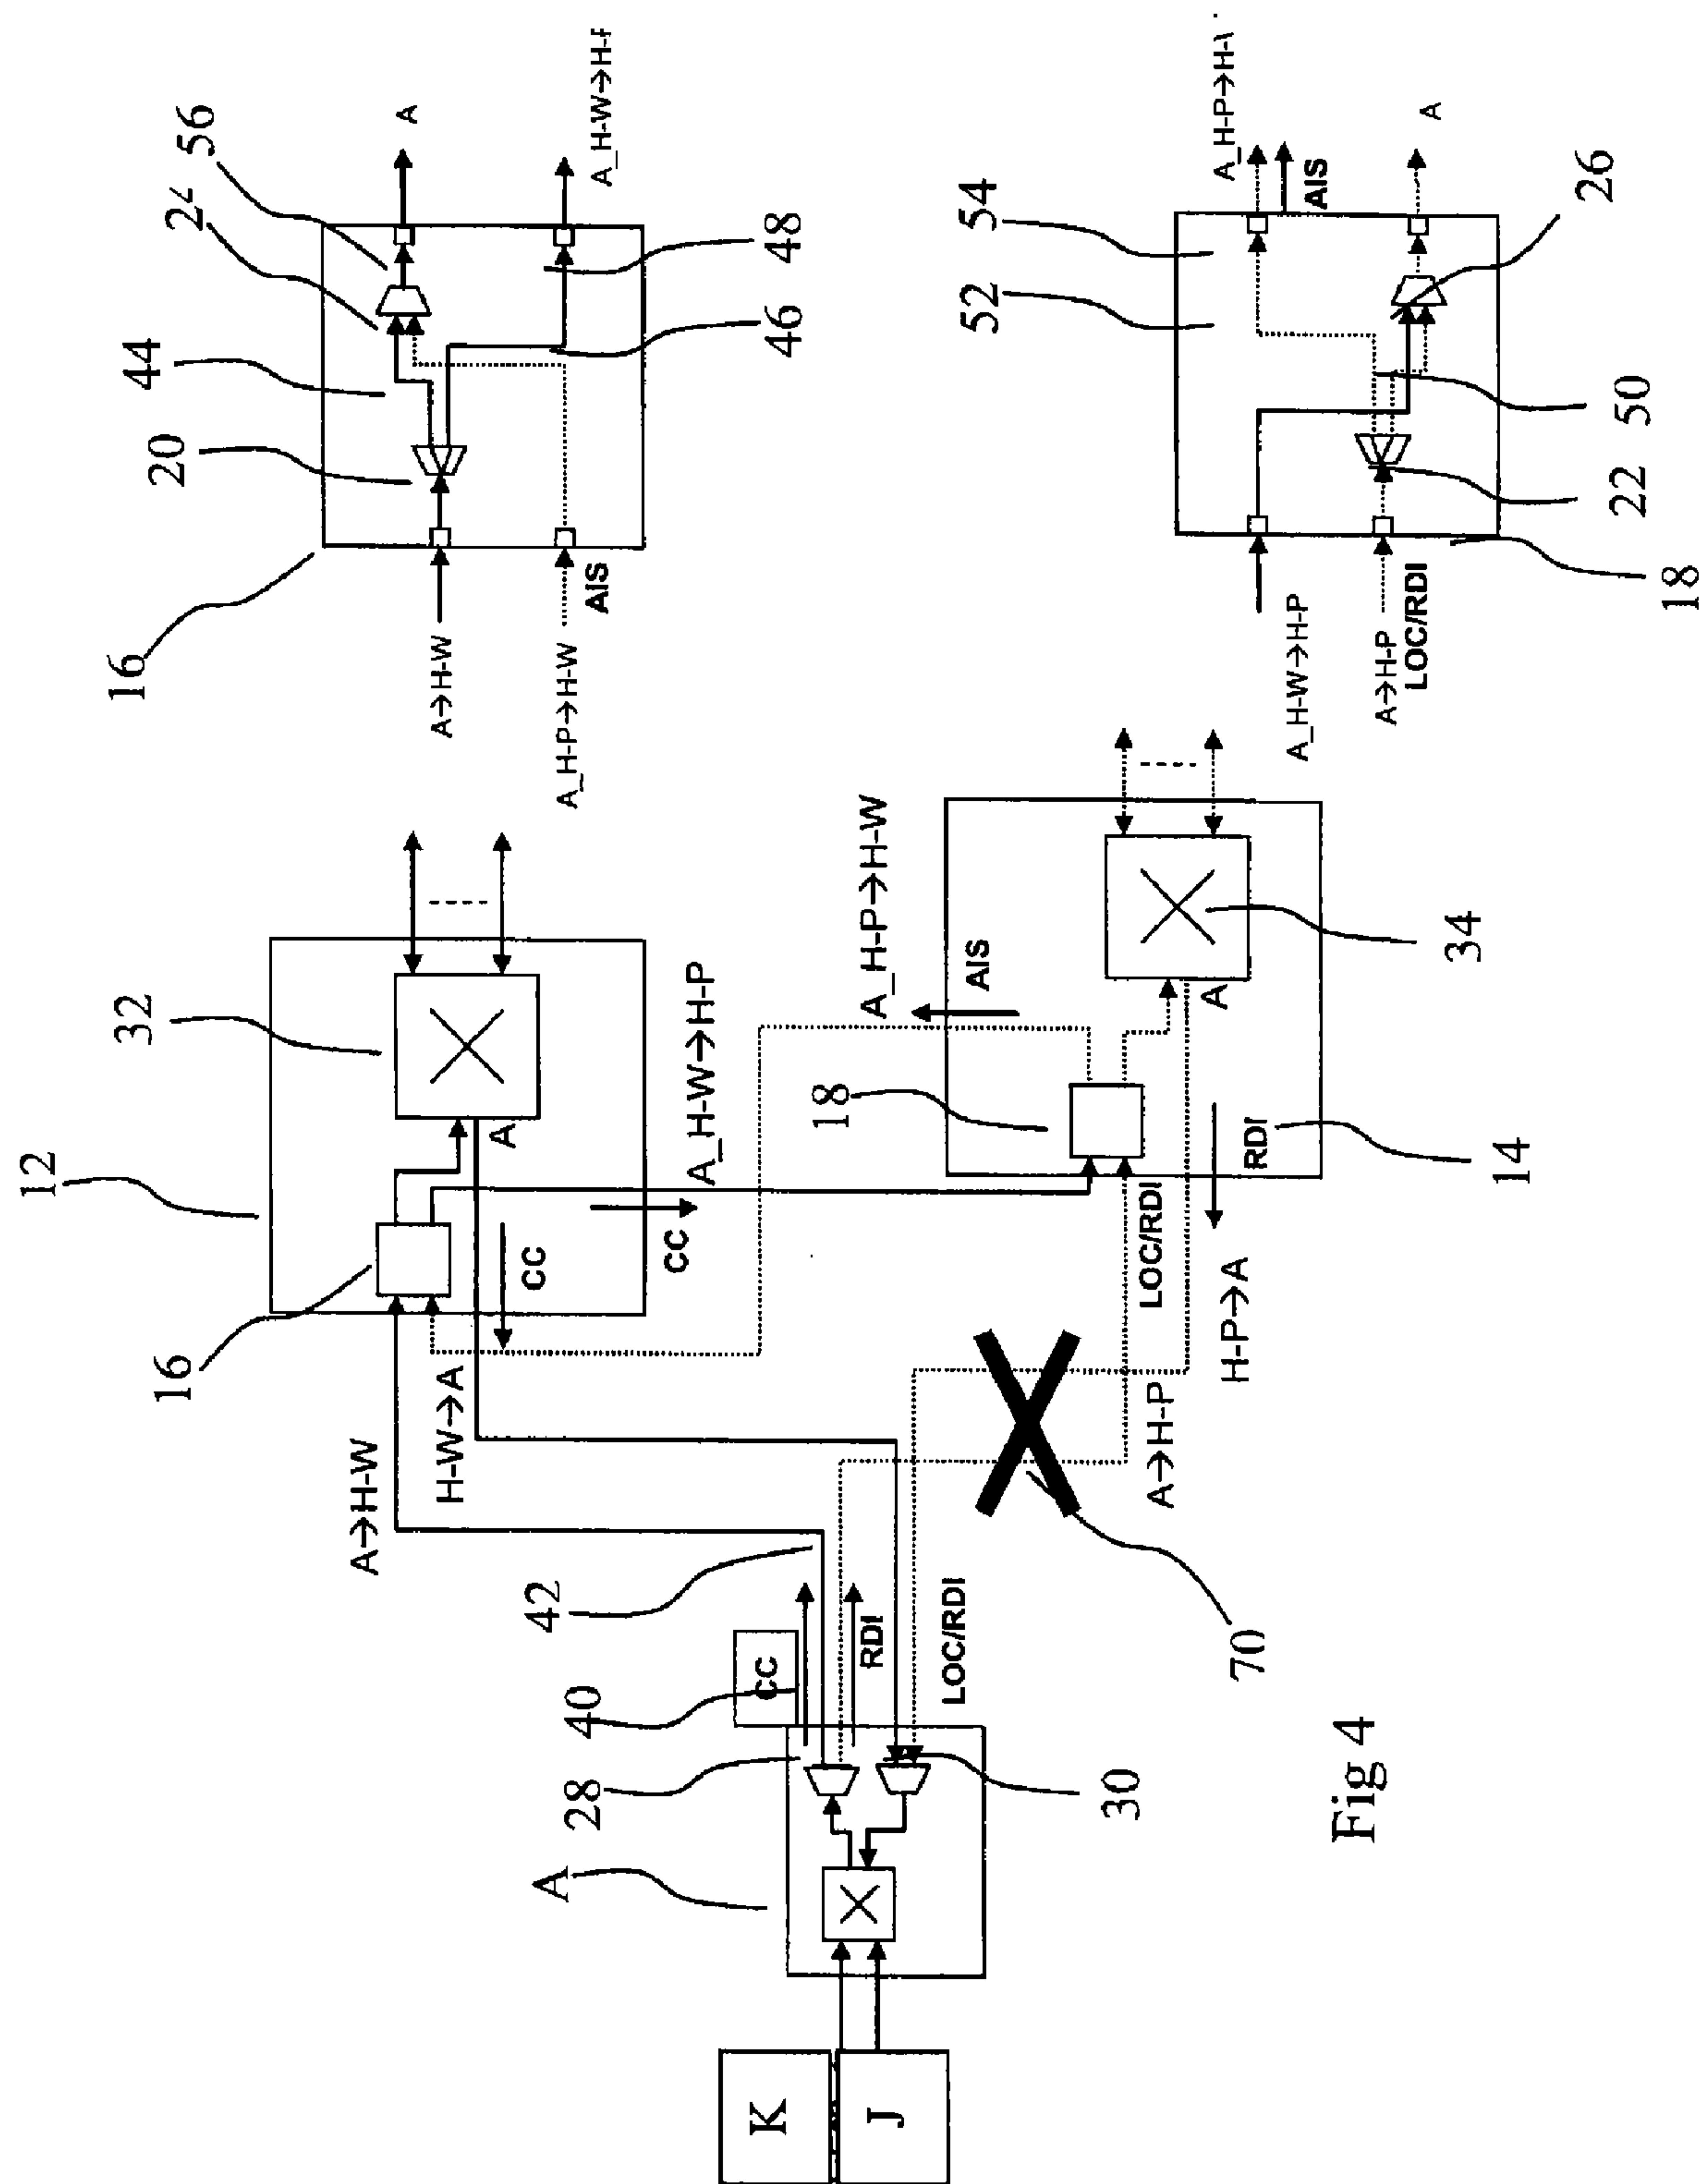 16
20
44
24
56
A→H-W
A_H-P→H-W
AIS
A
A_H-W→H-F
46
48
12
32
16
A→H-W
H-W→A
CC
A
CC
A_H-W→H-P
A_H-P→H-W
AIS
18
A
34
LOC/RDI
RDI
14
H-P→A
A→H-P
70
42
40
CC
RDI
LOC/RDI
28
30
A
K
J
52
54
A_H-P→H-
AIS
A_H-W→H-P
A→H-P
LOC/RDI
A
26
50
22
18
Fig 4